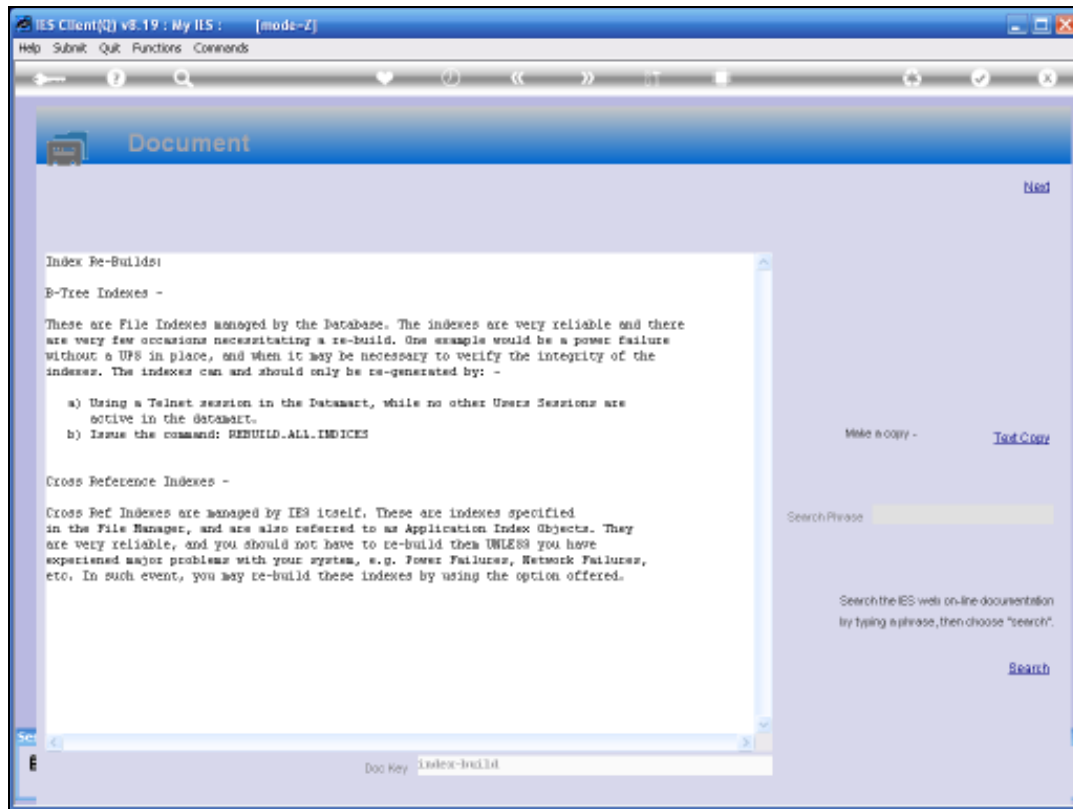 IES Client(Q) v8.19 : My IES : [mode-Z]
Help Submit Quit Functions Commands
Document
Next
Index Re-Builds:
B-Tree Indexes -
These are File Indexes managed by the Database. The indexes are very reliable and there
are very few occasions necessitating a re-build. One example would be a power failure
without a UPS in place, and when it may be necessary to verify the integrity of the
indexes. The indexes can and should only be re-generated by: -
a) Using a Telnet session in the Datamart, while no other Users Sessions are
active in the datamart.
b) Issue the command: REBUILD.ALL.INDICES
Make a copy -
Text Copy
Cross Reference Indexes -
Cross Ref Indexes are managed by IES itself. These are indexes specified
in the File Manager, and are also referred to as Application Index Objects. They
are very reliable, and you should not have to re-build them UNLESS you have
experiened major problems with your system, e.g. Power Failures, Network Failures,
etc. In such event, you may re-build these indexes by using the option offered.
Search Phrase
Search the IES web on-line documentation
by typing a phrase, then choose "search".
Search
Ses
Doc Key index-build